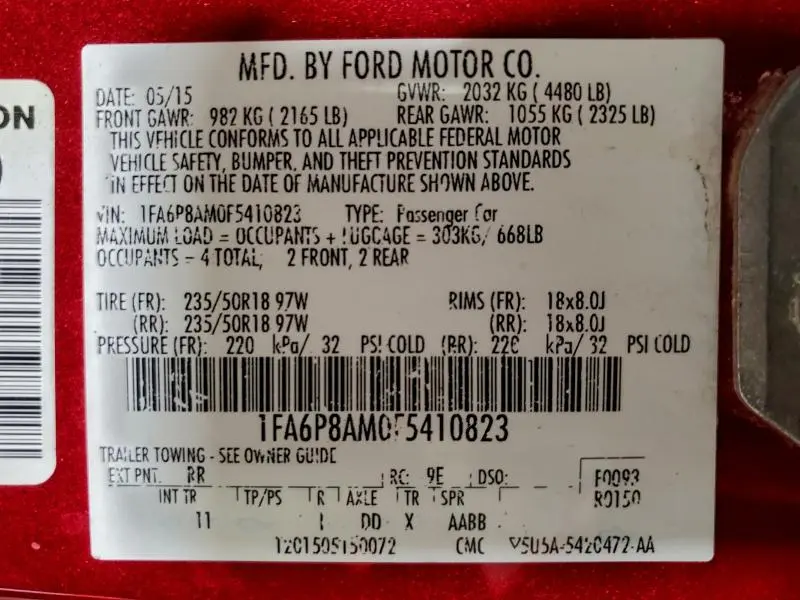 ON
MFD. BY FORD MOTOR CO.
DATE: 05/15 GVWR: 2032 KG ( 4480 LB)
FRONT GAWR: 982 KG ( 2165 LB) REAR GAWR: 1055 KG ( 2325 LB)
THIS VEHICLE CONFORMS TO ALL APPLICABLE FEDERAL MOTOR
VEHICLE SAFETY, BUMPER, AND THEFT PREVENTION STANDARDS
IN EFFECT ON THE DATE OF MANUFACTURE SHOWN ABOVE.
VIN: 1FA6P8AM0F5410823 TYPE: Passenger Car
MAXIMUM LOAD = OCCUPANTS + LUGGAGE = 303KG/ 668LB
OCCUPANTS = 4 TOTAL, 2 FRONT, 2 REAR
TIRE (FR): 235/50R18 97W RIMS (FR): 18x8.0J
(RR): 235/50R18 97W (RR): 18x8.0J
PRESSURE (FR): 220 kPa/ 32 PSI COLD (RR): 220 kPa/ 32 PSI COLD
1FA6P8AM0F5410823
TRAILER TOWING - SEE OWNER GUIDE
EXT PNT: RR RC: 9E DSO: F0093
INT TR TP/PS R AXLE TR SPR R0150
11 DD X AABB
1201505150072 CMC 5U5A-5420472-AA